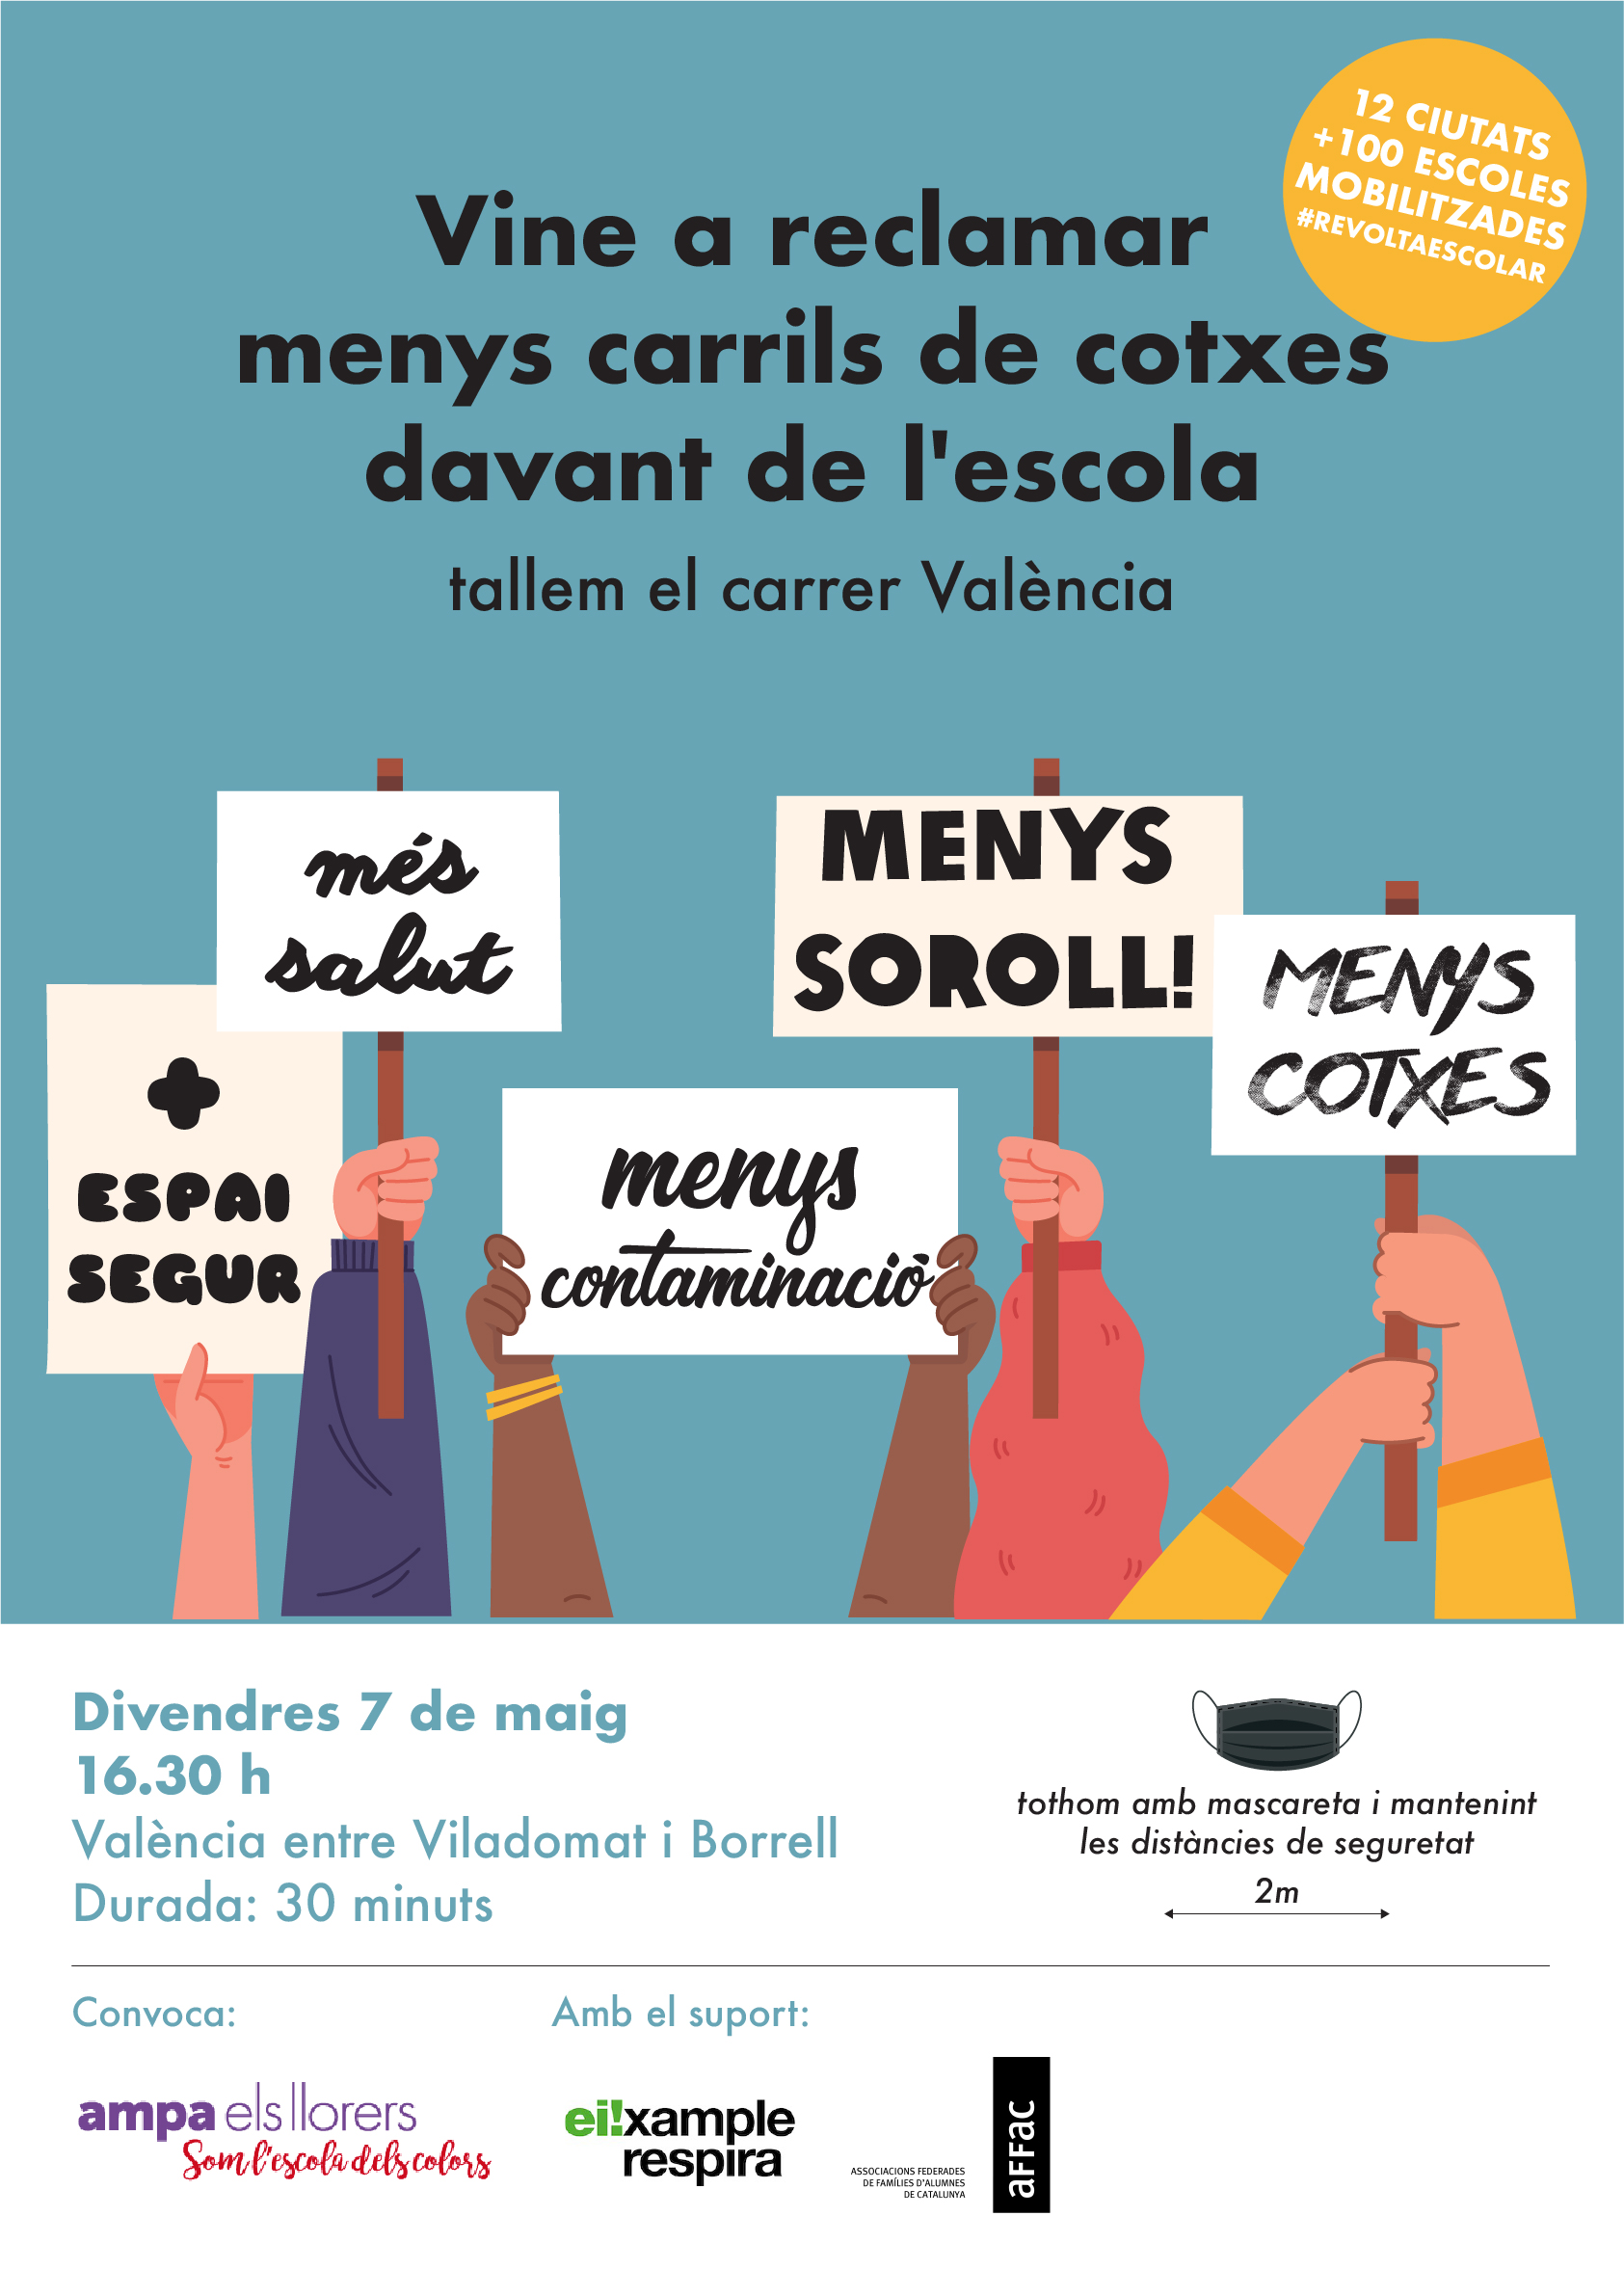 12 CIUTATS
+100 ESCOLES
MOBILITZADES
#REVOLTAESCOLAR
Vine a reclamar
menys carrils de cotxes
davant de l'escola
tallem el carrer València
més
salut
MENYS
SOROLL!
MENYS
COTXES
+
ESPAI
SEGUR
menys
contaminació
Divendres 7 de maig
16.30 h
València entre Viladomat i Borrell
Durada: 30 minuts
tothom amb mascareta i mantenint
les distàncies de seguretat
2m
Convoca:
Amb el suport:
ampa els llorers
Som l'escola dels colors
ei!xample
respira
ASSOCIACIONS FEDERADES
DE FAMÍLIES D'ALUMNES
DE CATALUNYA
aFFaC